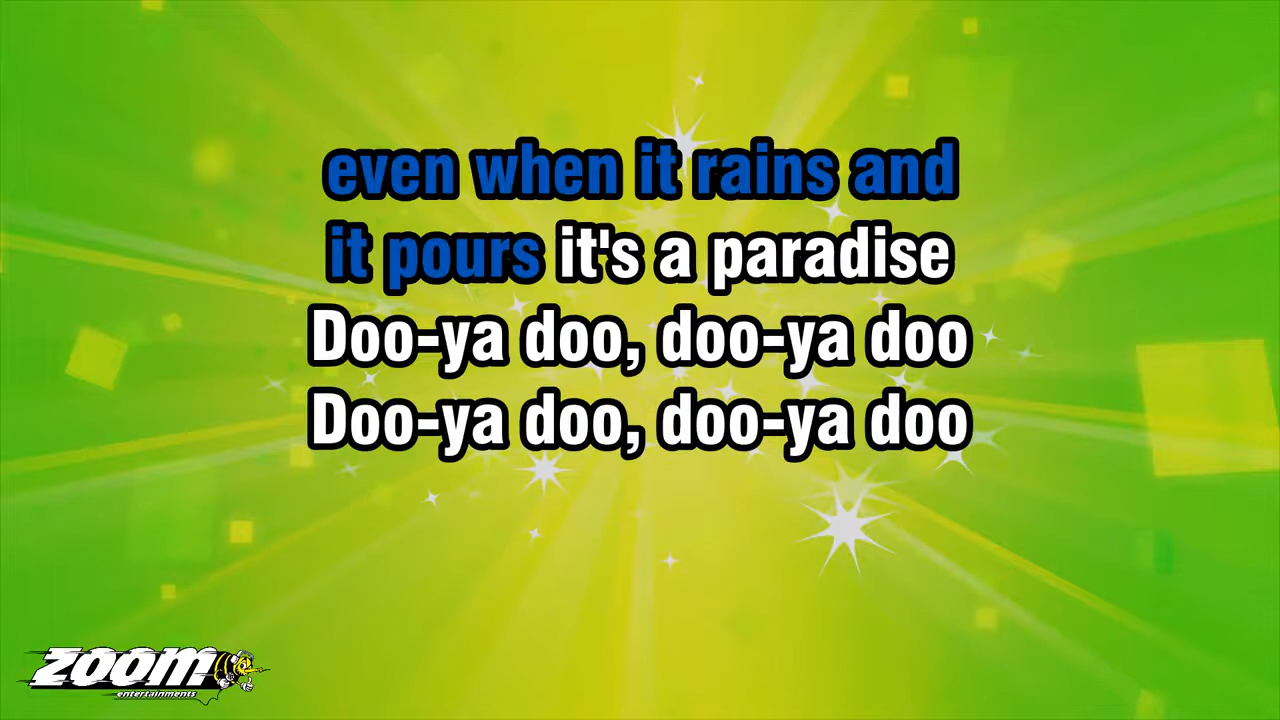 even when it rains and
it pours it's a paradise
Doo-ya doo, doo-ya doo
Doo-ya doo, doo-ya doo
zoom
entertainments